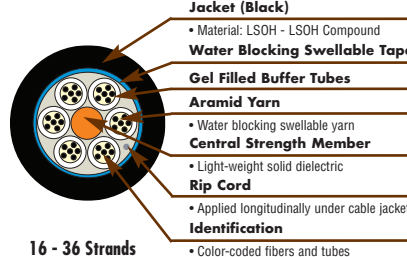 Jacket (Black)
• Material: LSOH - LSOH Compound
Water Blocking Swellable Tape
Gel Filled Buffer Tubes
Aramid Yarn
• Water blocking swellable yarn
Central Strength Member
• Light-weight solid dielectric
Rip Cord
• Applied longitudinally under cable jacket
Identification
• Color-coded fibers and tubes
16 - 36 Strands